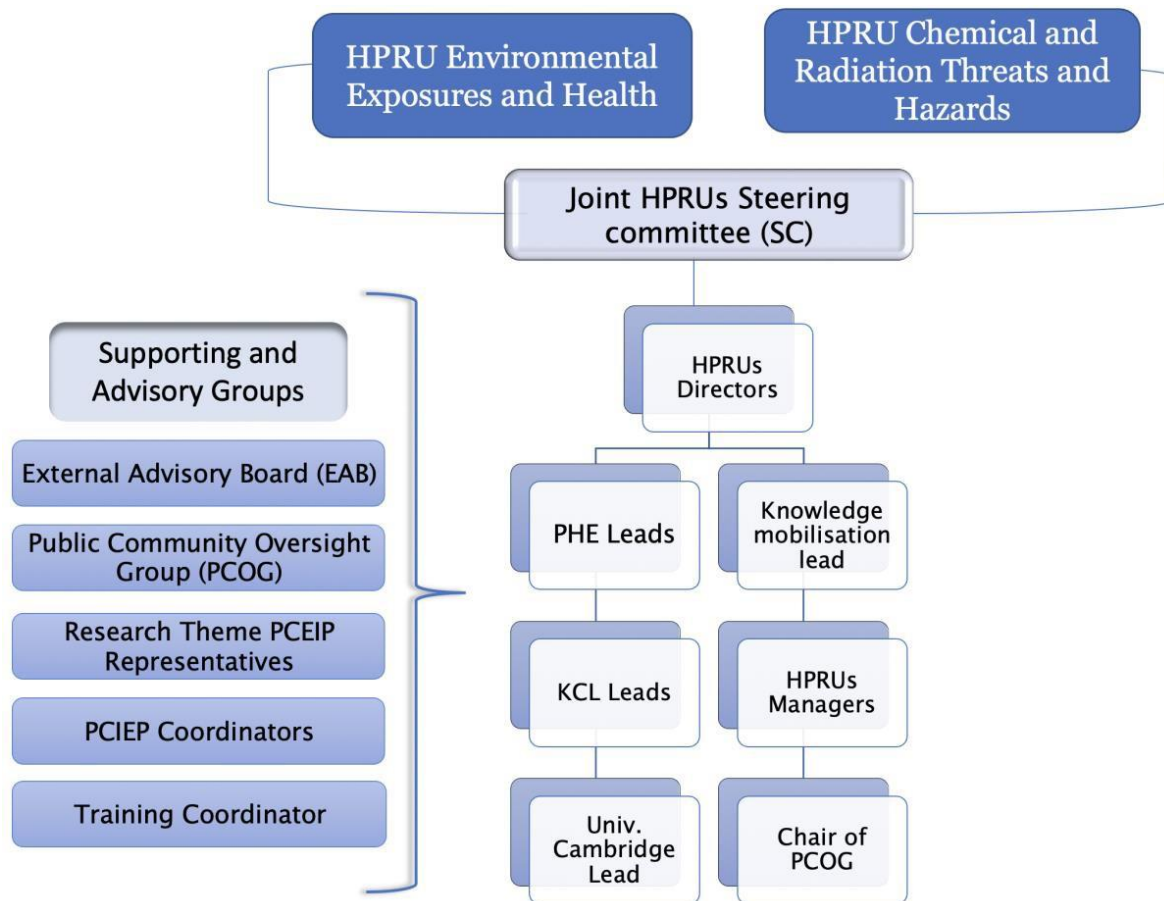 HPRU Environmental
Exposures and Health
HPRU Chemical and
Radiation Threats and
Hazards
Joint HPRUs Steering
committee (SC)
HPRUs
Directors
Supporting and
Advisory Groups
External Advisory Board (EAB)
Public Community Oversight
Group (PCOG)
Research Theme PCEIP
Representatives
PCIEP Coordinators
Training Coordinator
PHE Leads
Knowledge
mobilisation
lead
KCL Leads
HPRUs
Managers
Univ.
Cambridge
Lead
Chair of
PCOG